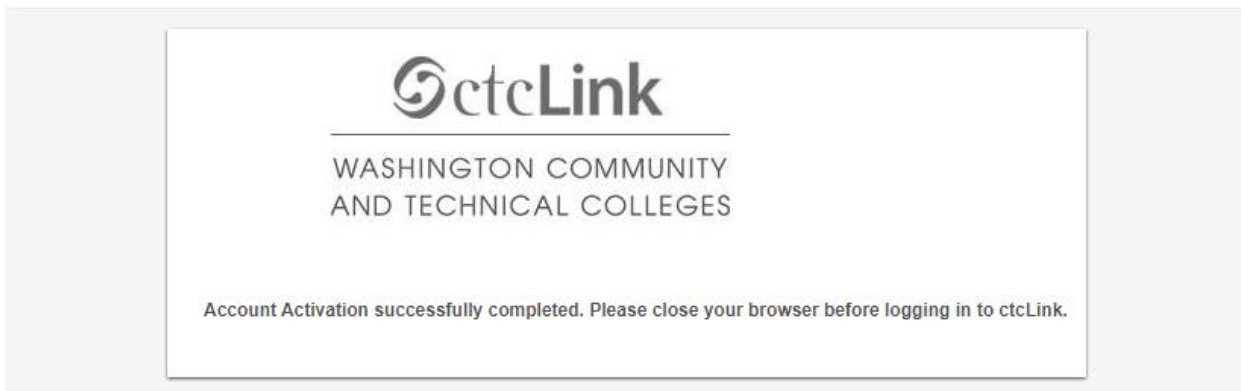 ctcLink
WASHINGTON COMMUNITY
AND TECHNICAL COLLEGES
Account Activation successfully completed. Please close your browser before logging in to ctcLink.